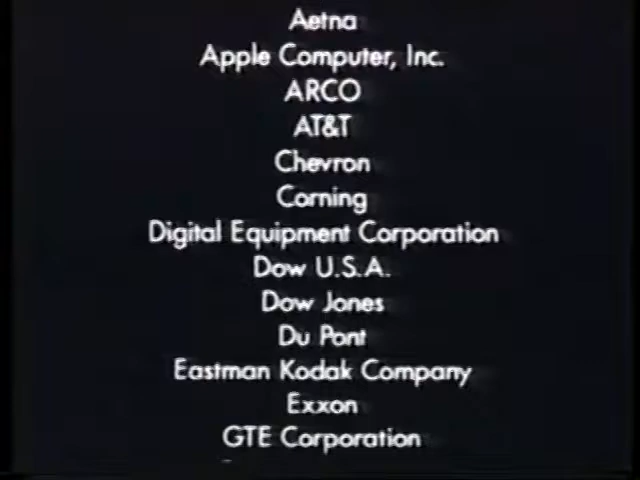 Aetna
Apple Computer, Inc.
ARCO
AT&T
Chevron
Corning
Digital Equipment Corporation
Dow U.S.A.
Dow Jones
Du Pont
Eastman Kodak Company
Exxon
GTE Corporation